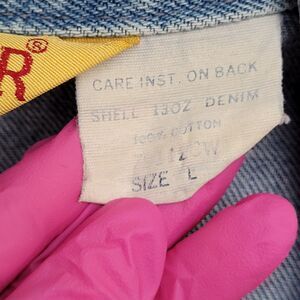 R®
CARE INST. ON BACK
SHELL 13OZ DENIM
100% COTTON
SIZE L